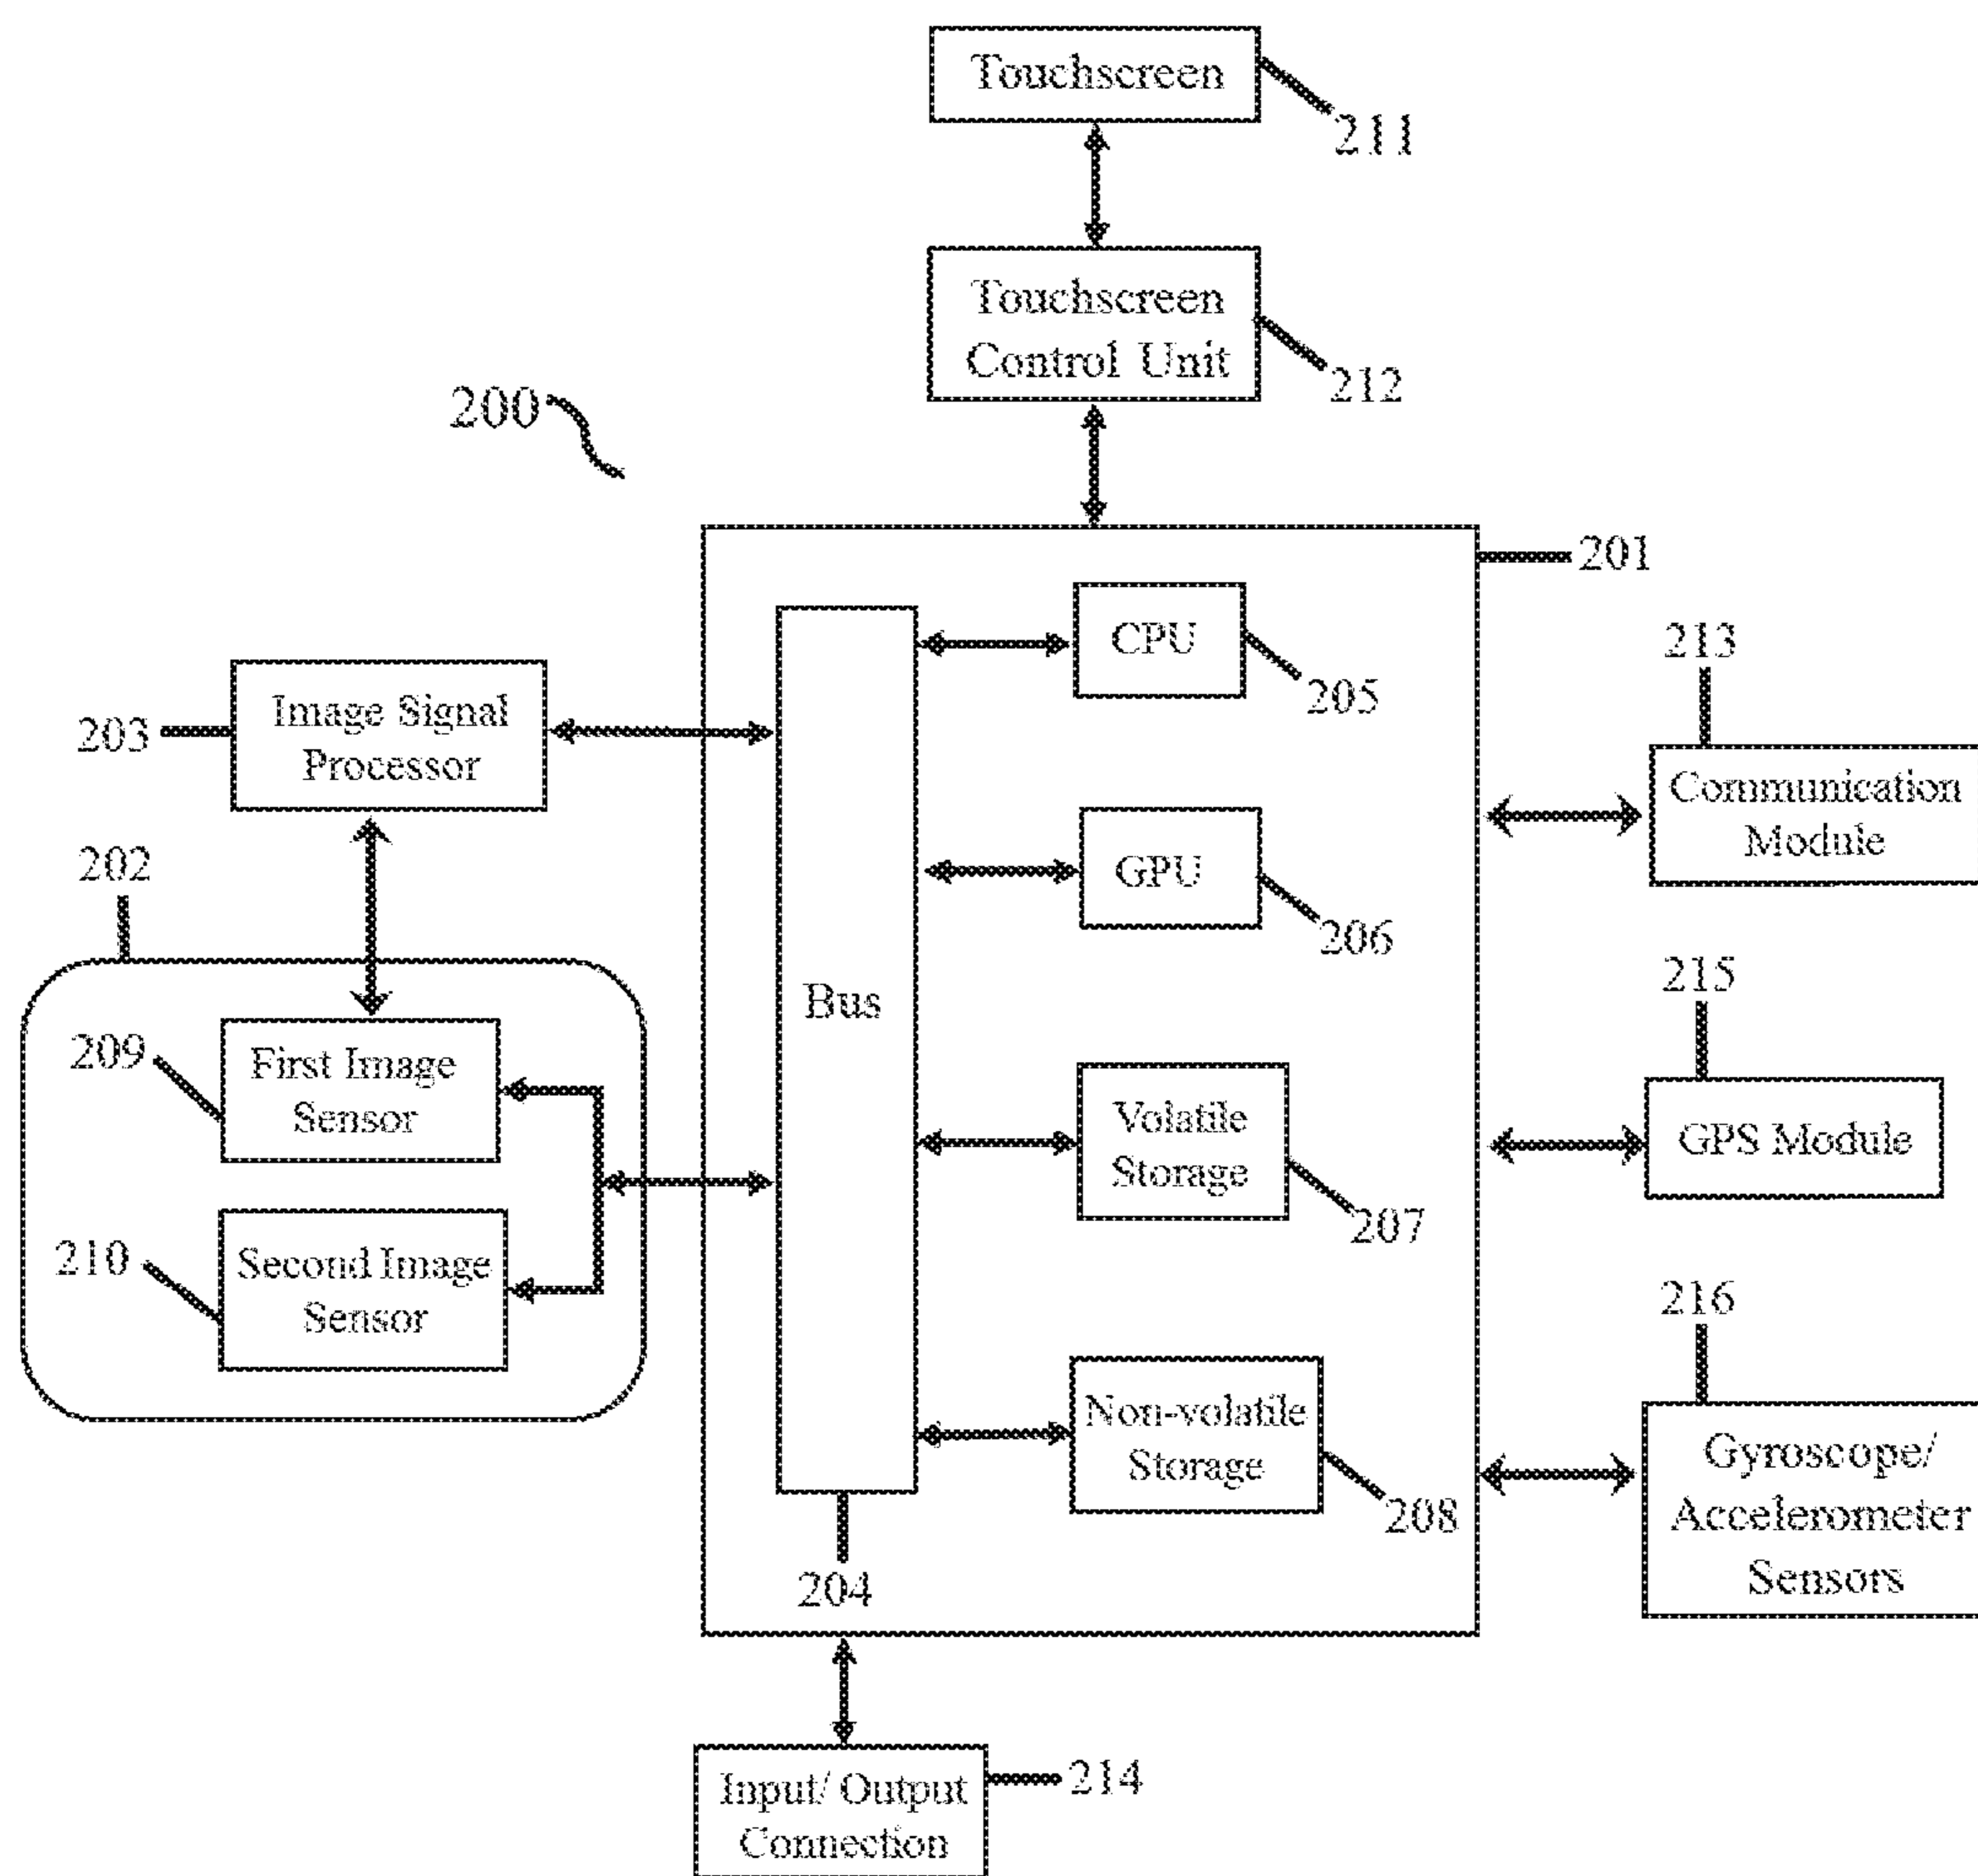 Touchscreen
211
Touchscreen
Control Unit
212
200
201
CPU
205
213
Image Signal
Processor
203
Communication
Module
202
GPU
206
215
Bus
209
First Image
Sensor
Volatile
Storage
207
GPS Module
210
Second Image
Sensor
216
Non-volatile
Storage
208
Gyroscope/
Accelerometer
Sensors
204
Input/ Output
Connection
214